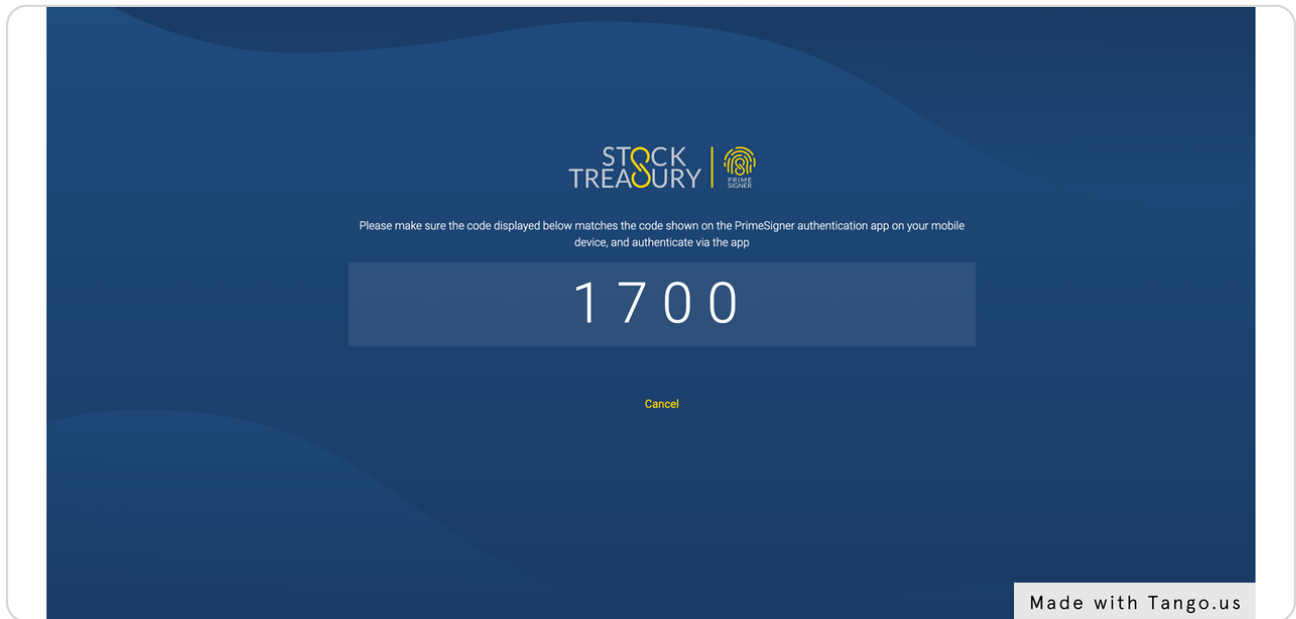 STOCK
TREASURY
PRIME
SIGNER
Please make sure the code displayed below matches the code shown on the PrimeSigner authentication app on your mobile
device, and authenticate via the app
1700
Cancel
Made with Tango.us